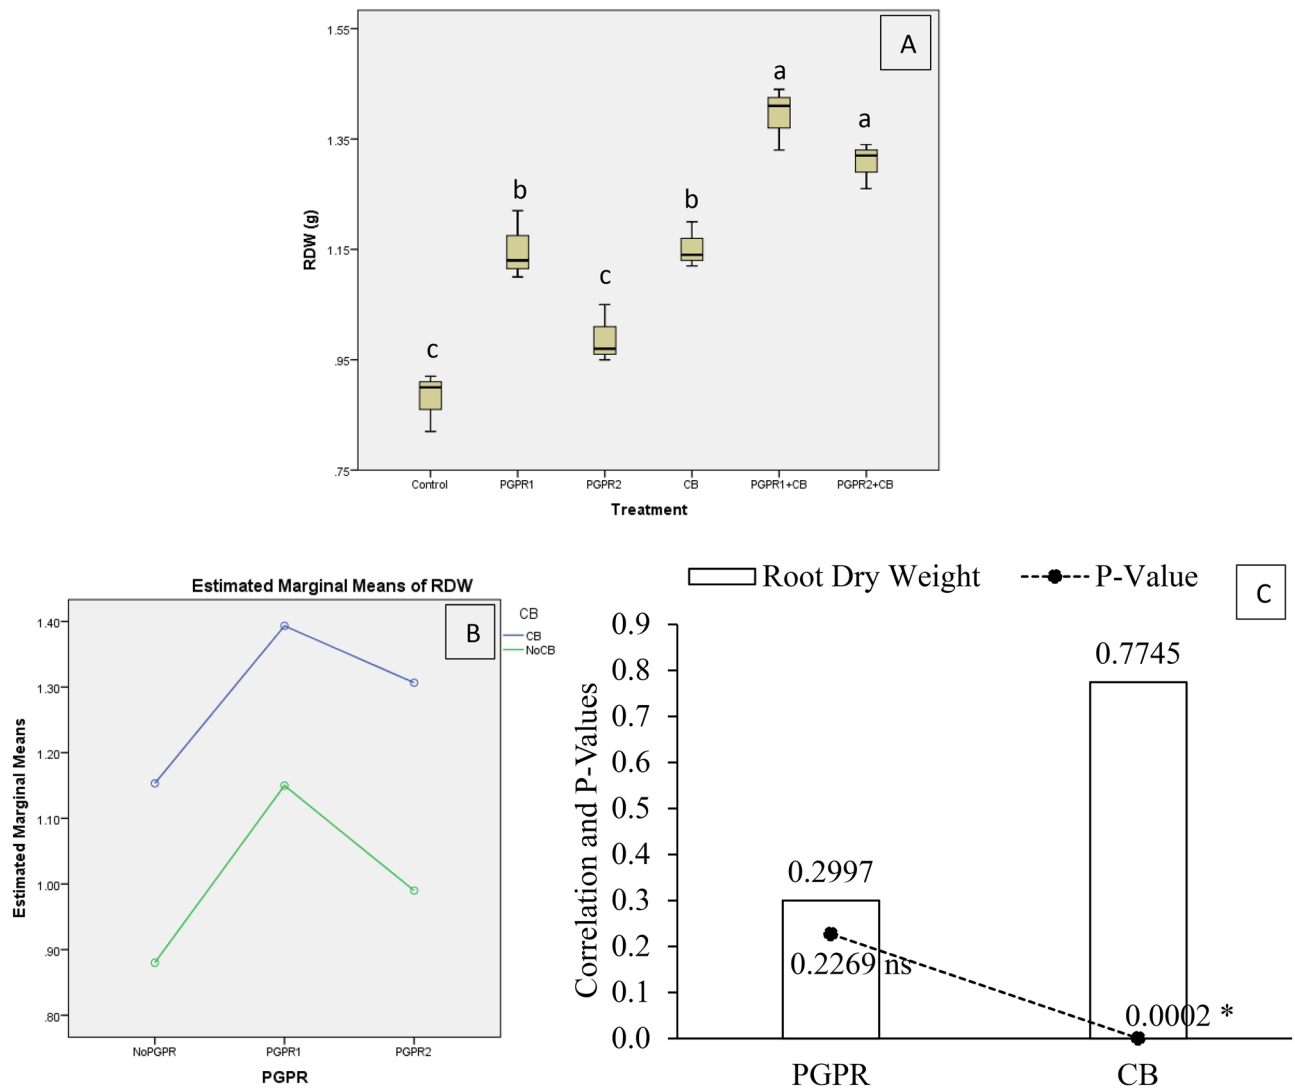 A
1.55
1.35
1.15
.95
.75
RDW (g)
c
b
c
b
a
a
Control
PGPR1
PGPR2
CB
PGPR1+CB
PGPR2+CB
Treatment
Estimated Marginal Means of RDW
B
CB
CB
NoCB
1.40
1.30
1.20
1.10
1.00
.90
.80
Estimated Marginal Means
NoPGPR
PGPR1
PGPR2
PGPR
Root Dry Weight
P-Value
C
0.9
0.8
0.7
0.6
0.5
0.4
0.3
0.2
0.1
0.0
Correlation and P-Values
0.7745
0.2997
0.2269 ns
0.0002 *
PGPR
CB